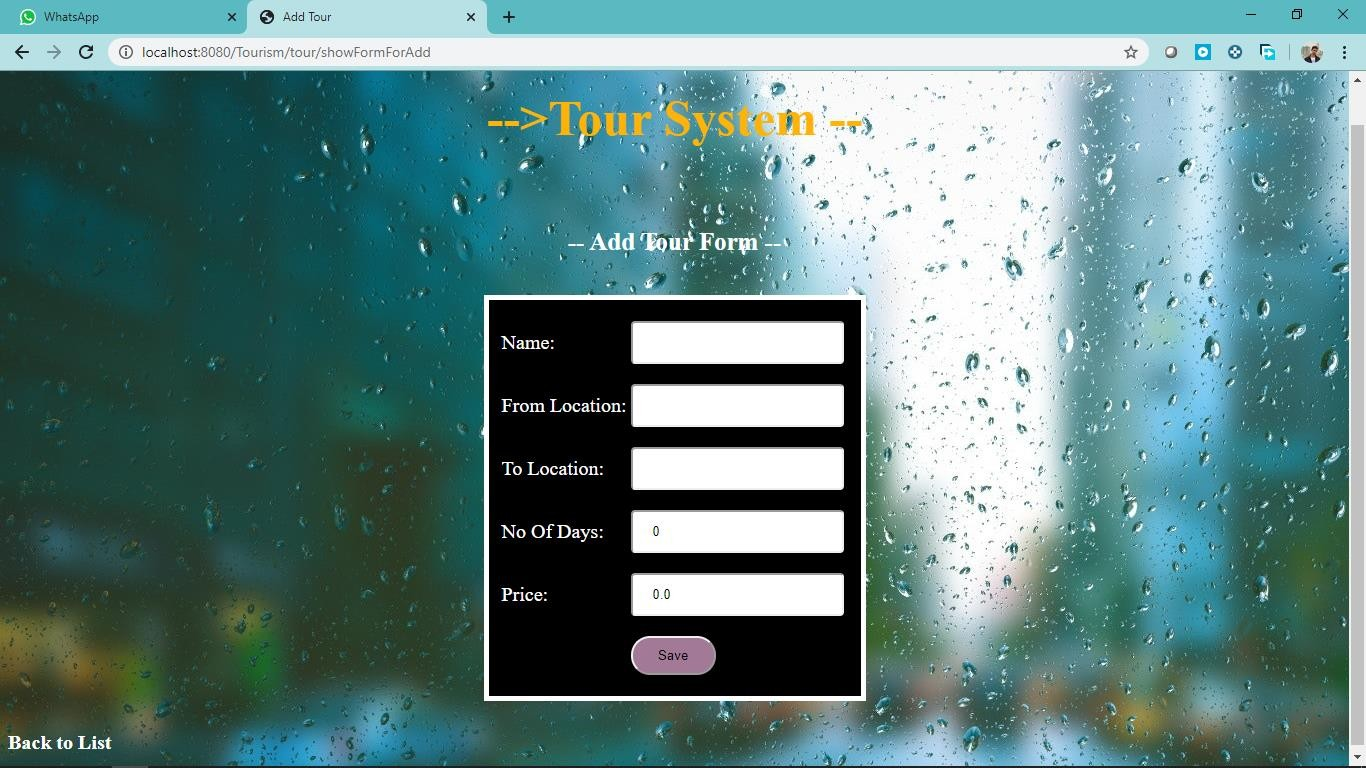 WhatsApp
Add Tour
localhost:8080/Tourism/tour/showFormForAdd
-->Tour System --
-- Add Tour Form --
Name:
From Location:
To Location:
No Of Days: 0
Price: 0.0
Save
Back to List